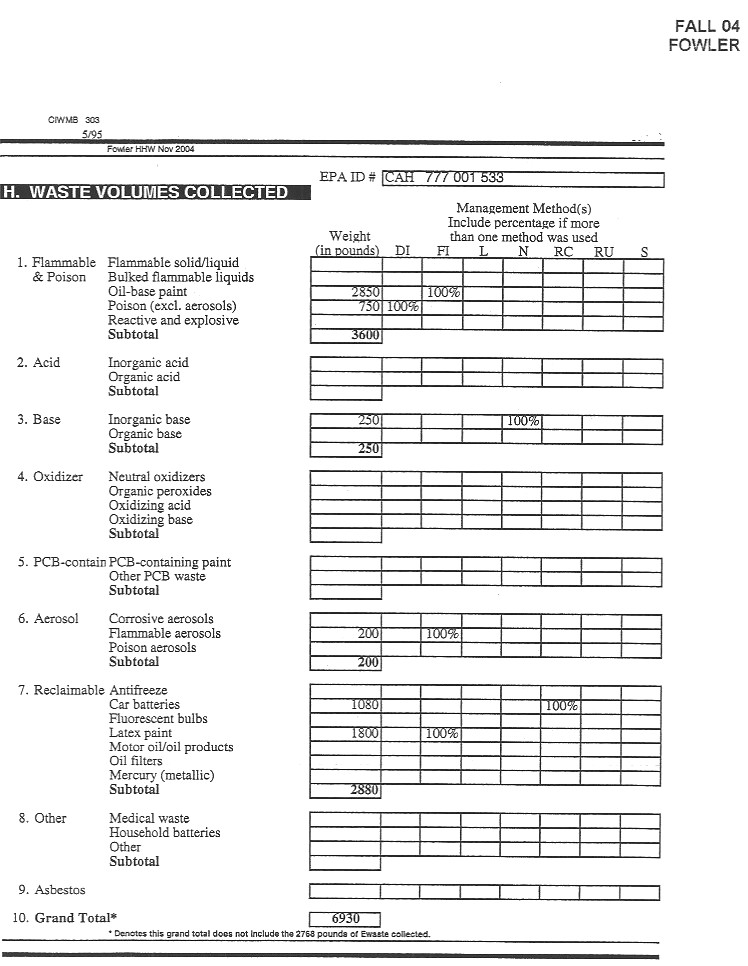 FALL 04
FOWLER
CIWMB 303
5/95
Fowler HHW Nov 2004
EPA ID # CAH 777 001 533
H. WASTE VOLUMES COLLECTED
Management Method(s)
Include percentage if more
Weight than one method was used
(in pounds) DI FI L N RC RU S
1. Flammable Flammable solid/liquid
& Poison Bulked flammable liquids
Oil-base paint 2850 100%
Poison (excl. aerosols) 750 100%
Reactive and explosive
Subtotal 3600
2. Acid Inorganic acid
Organic acid
Subtotal
3. Base Inorganic base 250 100%
Organic base
Subtotal 250
4. Oxidizer Neutral oxidizers
Organic peroxides
Oxidizing acid
Oxidizing base
Subtotal
5. PCB-contain PCB-containing paint
Other PCB waste
Subtotal
6. Aerosol Corrosive aerosols
Flammable aerosols 200 100%
Poison aerosols
Subtotal 200
7. Reclaimable Antifreeze
Car batteries 1080 100%
Fluorescent bulbs
Latex paint 1800 100%
Motor oil/oil products
Oil filters
Mercury (metallic)
Subtotal 2880
8. Other Medical waste
Household batteries
Other
Subtotal
9. Asbestos
10. Grand Total* 6930
* Denotes this grand total does not include the 2768 pounds of Ewaste collected.